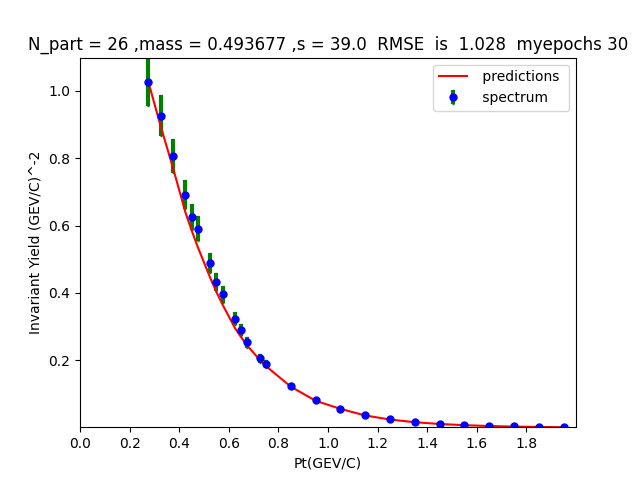 N_part = 26 ,mass = 0.493677 ,s = 39.0  RMSE  is  1.028  myepochs 30
predictions
spectrum
Invariant Yield (GEV/C)^-2
1.0
0.8
0.6
0.4
0.2
0.0 0.2 0.4 0.6 0.8 1.0 1.2 1.4 1.6 1.8
Pt(GEV/C)